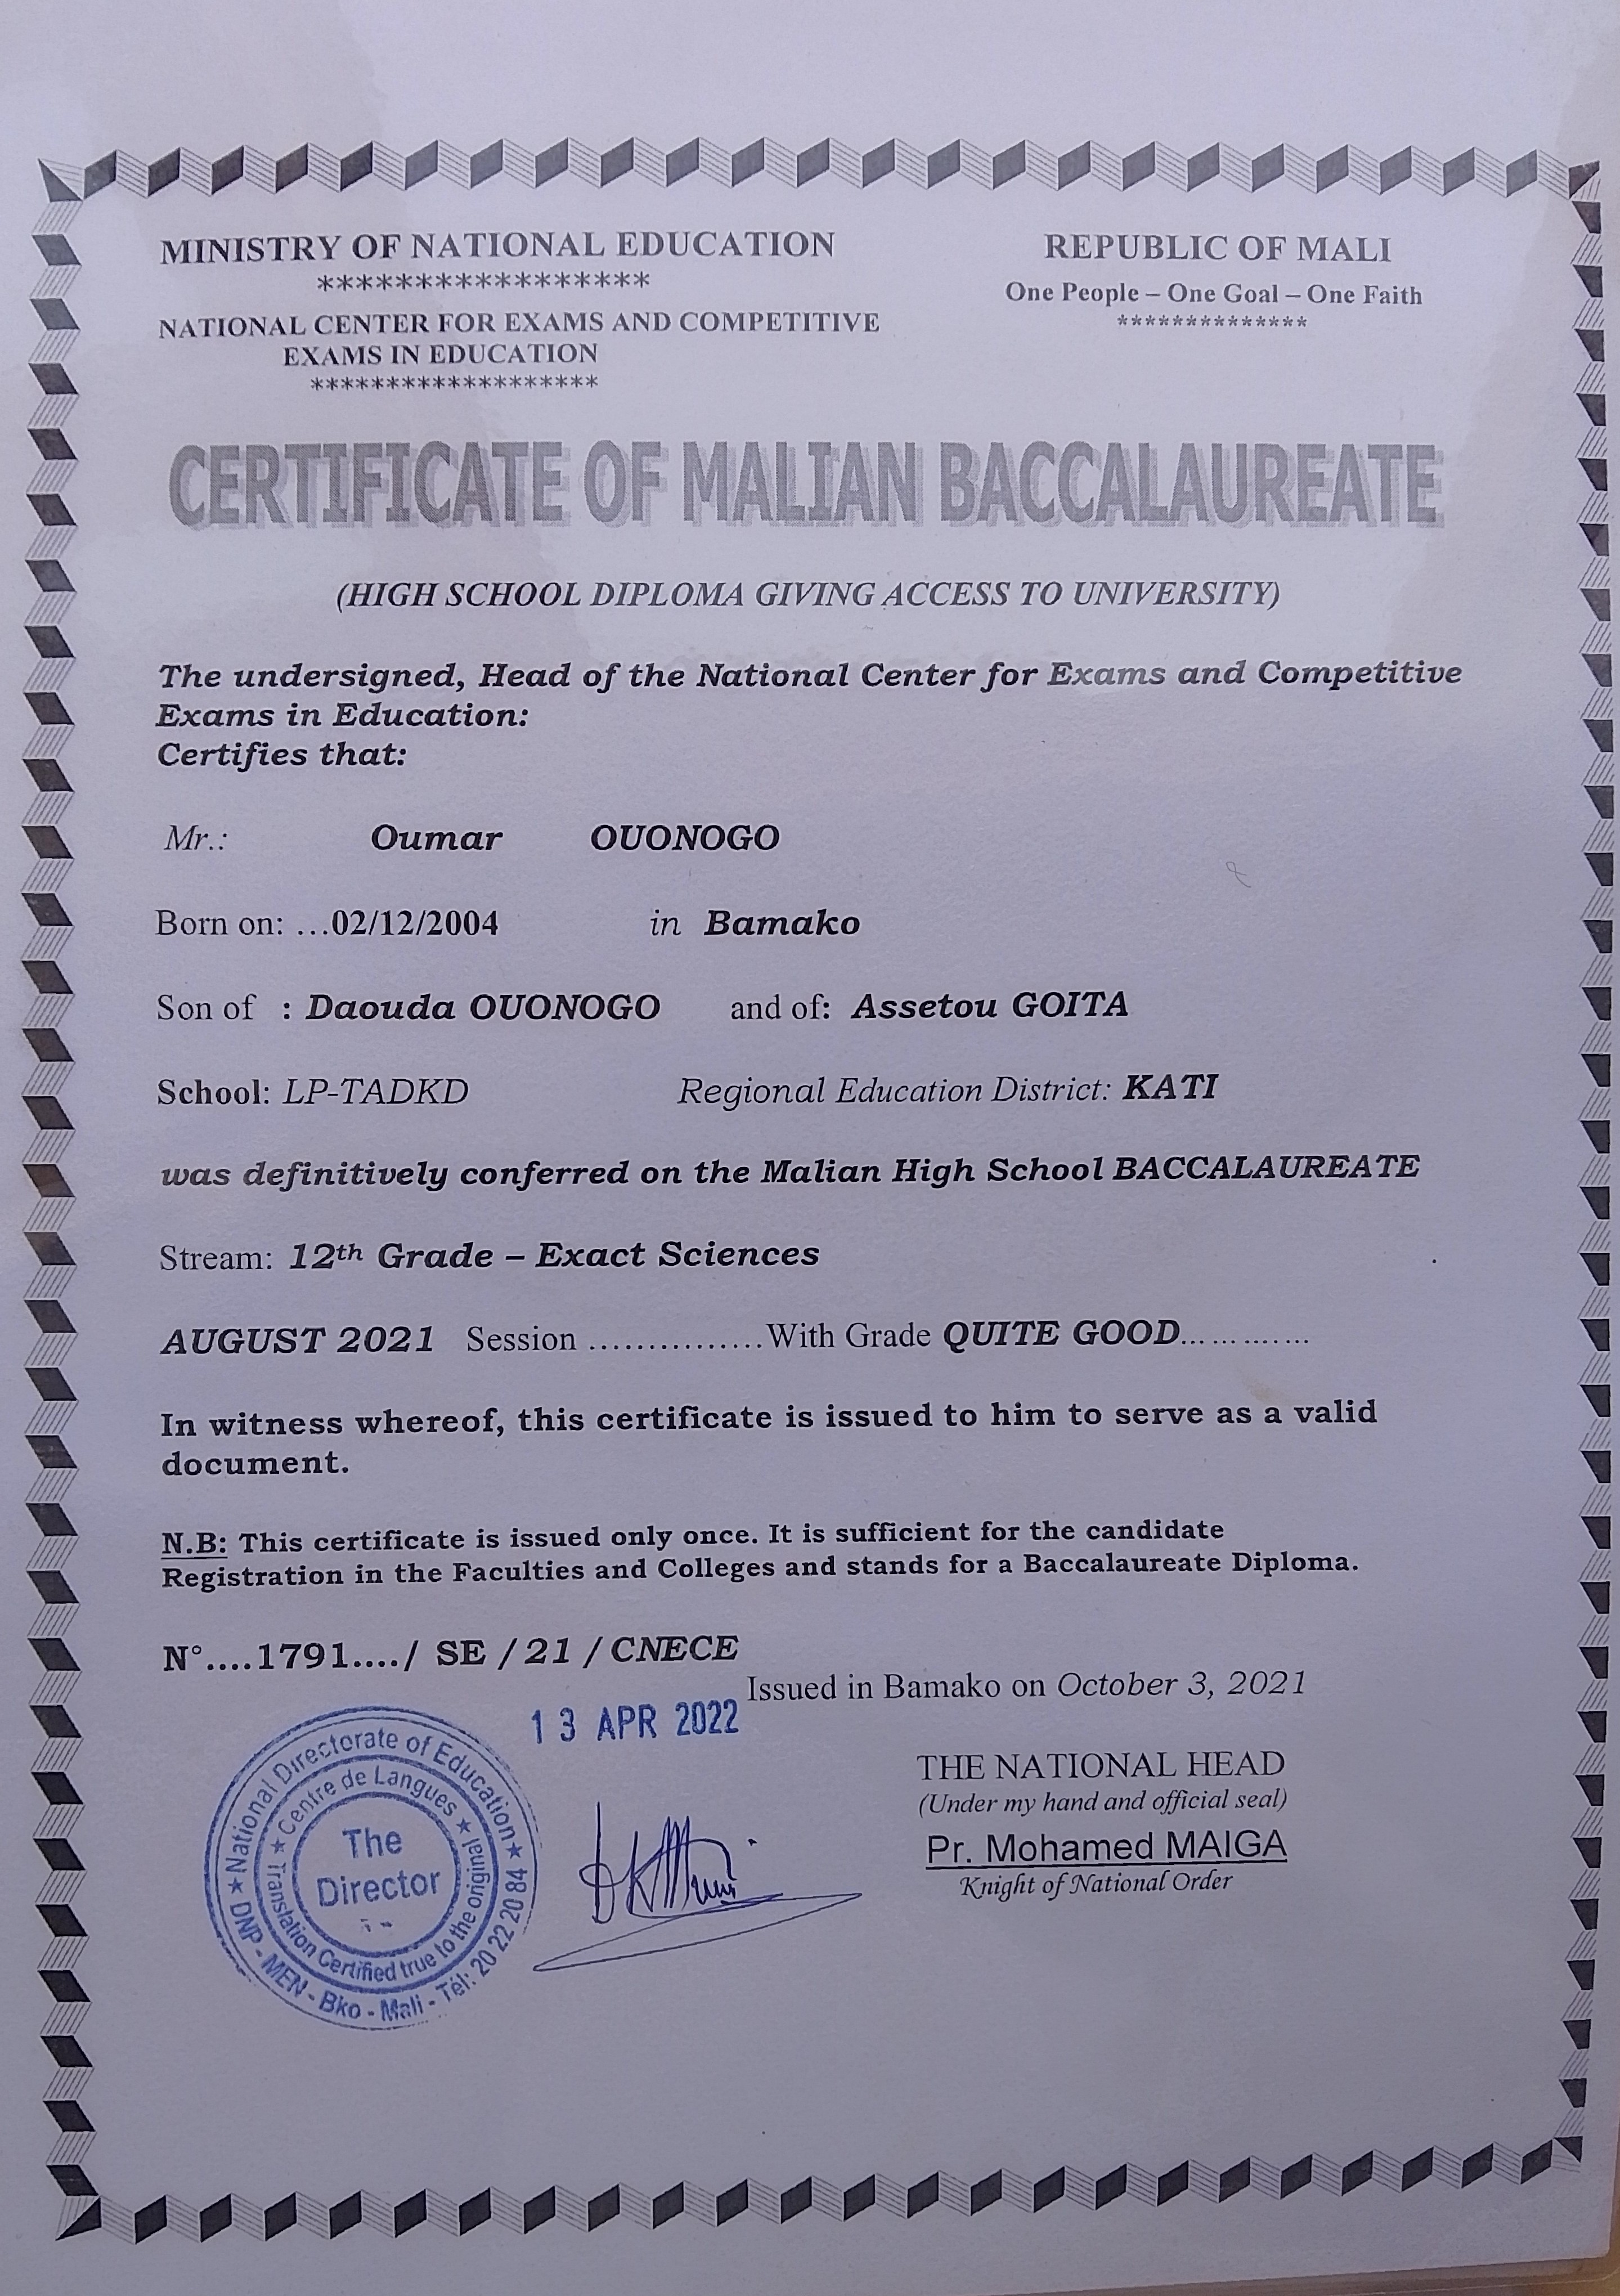 MINISTRY OF NATIONAL EDUCATION
*****************
NATIONAL CENTER FOR EXAMS AND COMPETITIVE
EXAMS IN EDUCATION
*******************
REPUBLIC OF MALI
One People – One Goal – One Faith
**************
CERTIFICATE OF MALIAN BACCALAUREATE
(HIGH SCHOOL DIPLOMA GIVING ACCESS TO UNIVERSITY)
The undersigned, Head of the National Center for Exams and Competitive
Exams in Education:
Certifies that:
Mr.: Oumar OUONOGO
Born on: …02/12/2004 in Bamako
Son of : Daouda OUONOGO and of: Assetou GOITA
School: LP-TADKD Regional Education District: KATI
was definitively conferred on the Malian High School BACCALAUREATE
Stream: 12th Grade – Exact Sciences
AUGUST 2021 Session ……………With Grade QUITE GOOD… … ……
In witness whereof, this certificate is issued to him to serve as a valid
document.
N.B: This certificate is issued only once. It is sufficient for the candidate
Registration in the Faculties and Colleges and stands for a Baccalaureate Diploma.
N°....1791..../ SE / 21 / CNECE
Issued in Bamako on October 3, 2021
13 APR 2022
THE NATIONAL HEAD
(Under my hand and official seal)
Pr. Mohamed MAIGA
Knight of National Order
★ National Directorate of Education ★
DNP - MEN - Bko - Mali - Tél: 20 22 20 84
★ Centre de Langues ★
Translation Certified true to the original
The
Director